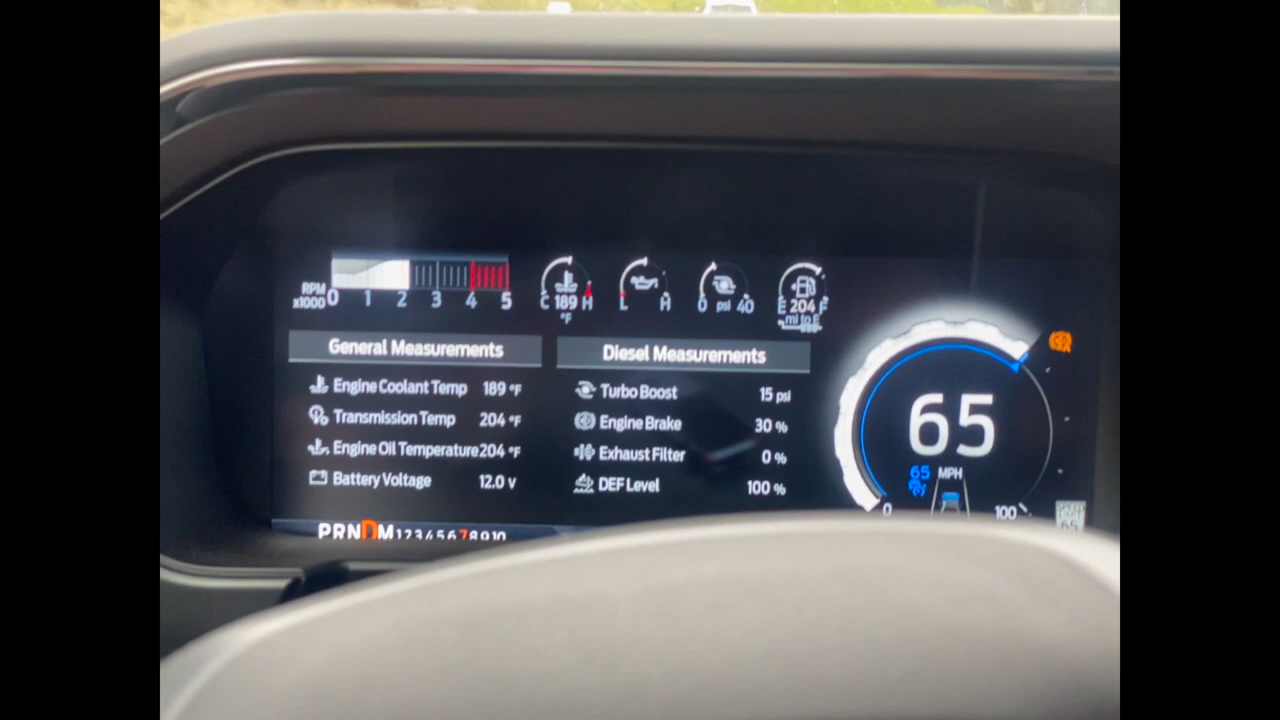 RPM
x1000
0 1 2 3 4 5
C 189 H
°F
L H
0 psi 40
E 204 F
mi to E
General Measurements
Engine Coolant Temp 189 °F
Transmission Temp 204 °F
Engine Oil Temperature 204 °F
Battery Voltage 12.0 V
Diesel Measurements
Turbo Boost 15 psi
Engine Brake 30 %
Exhaust Filter 0 %
DEF Level 100 %
65
65 MPH
0 100
65
PRNDM 1 2 3 4 5 6 7 8 9 10